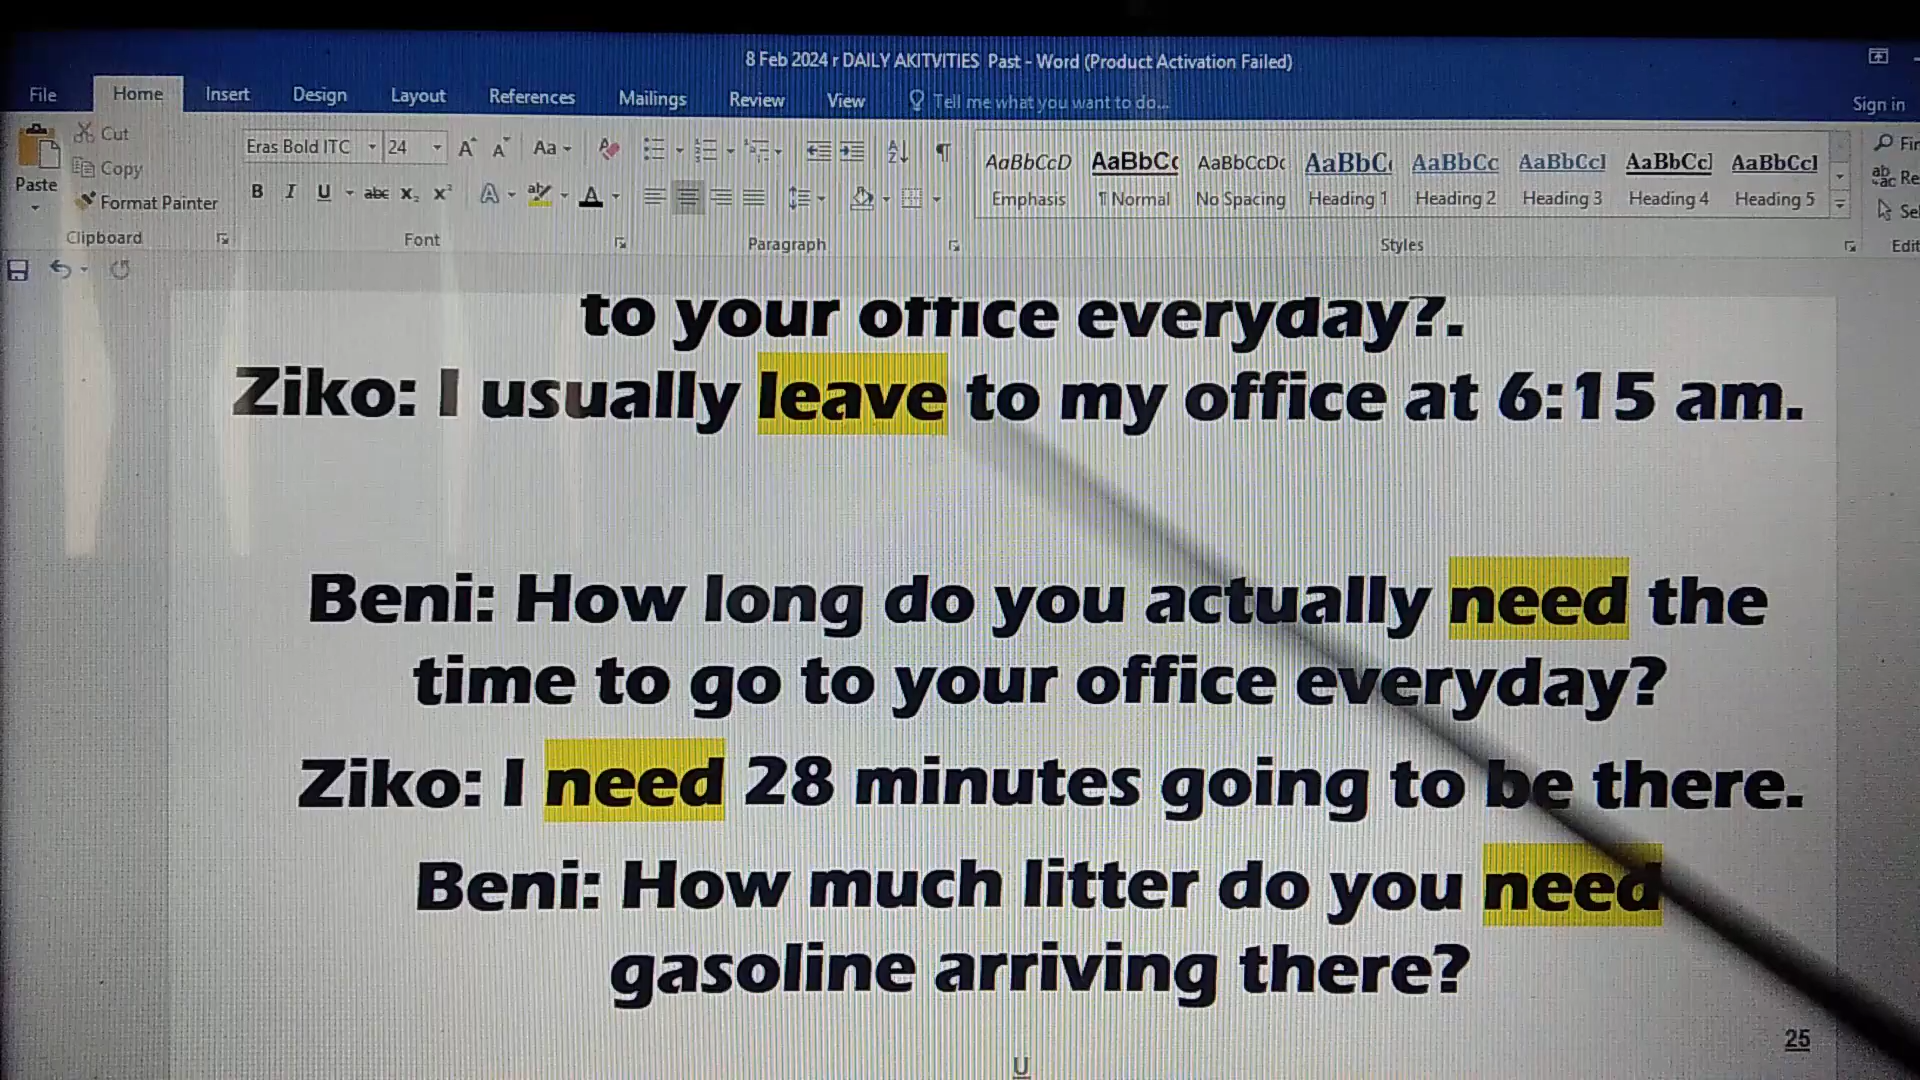 8 Feb 2024 r DAILY AKITVITIES Past - Word (Product Activation Failed)
File Home Insert Design Layout References Mailings Review View Tell me what you want to do... Sign in
Cut
Copy
Paste
Format Painter
Clipboard
Eras Bold ITC 24
Font
Paragraph
AaBbCcD AaBbCc AaBbCcDc AaBbC AaBbCc AaBbCcI AaBbCcI AaBbCcI
Emphasis ¶ Normal No Spacing Heading 1 Heading 2 Heading 3 Heading 4 Heading 5
Styles
to your office everyday?.
Ziko: I usually leave to my office at 6:15 am.
Beni: How long do you actually need the
time to go to your office everyday?
Ziko: I need 28 minutes going to be there.
Beni: How much litter do you need
gasoline arriving there?
25
U